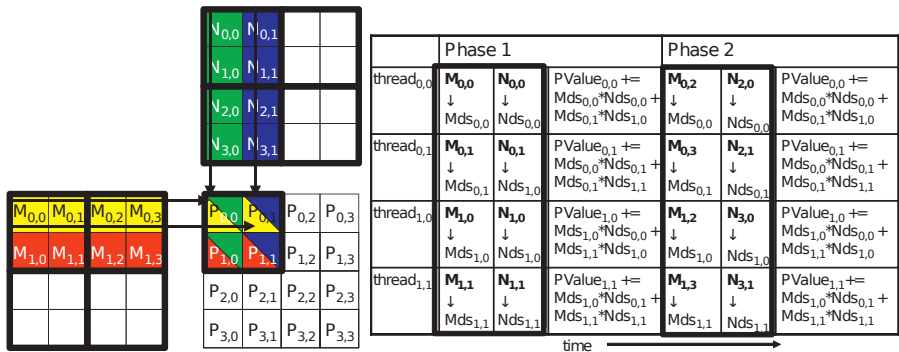 N0,0 N0,1
N1,0 N1,1
N2,0 N2,1
N3,0 N3,1
M0,0 M0,1 M0,2 M0,3
M1,0 M1,1 M1,2 M1,3
P0,0 P0,1 P0,2 P0,3
P1,0 P1,1 P1,2 P1,3
P2,0 P2,1 P2,2 P2,3
P3,0 P3,1 P3,2 P3,3
Phase 1 Phase 2
thread0,0 M0,0 N0,0 PValue0,0 += M0,2 N2,0 PValue0,0 +=
↓ ↓ Mds0,0*Nds0,0 + ↓ ↓ Mds0,0*Nds0,0 +
Mds0,0 Nds0,0 Mds0,1*Nds1,0 Mds0,0 Nds0,0 Mds0,1*Nds1,0
thread0,1 M0,1 N0,1 PValue0,1 += M0,3 N2,1 PValue0,1 +=
↓ ↓ Mds0,0*Nds0,1 + ↓ ↓ Mds0,0*Nds0,1 +
Mds0,1 Nds1,0 Mds0,1*Nds1,1 Mds0,1 Nds0,1 Mds0,1*Nds1,1
thread1,0 M1,0 N1,0 PValue1,0 += M1,2 N3,0 PValue1,0 +=
↓ ↓ Mds1,0*Nds0,0 + ↓ ↓ Mds1,0*Nds0,0 +
Mds1,0 Nds1,0 Mds1,1*Nds1,0 Mds1,0 Nds1,0 Mds1,1*Nds1,0
thread1,1 M1,1 N1,1 PValue1,1 += M1,3 N3,1 PValue1,1 +=
↓ ↓ Mds1,0*Nds0,1 + ↓ ↓ Mds1,0*Nds0,1 +
Mds1,1 Nds1,1 Mds1,1*Nds1,1 Mds1,1 Nds1,1 Mds1,1*Nds1,1
time